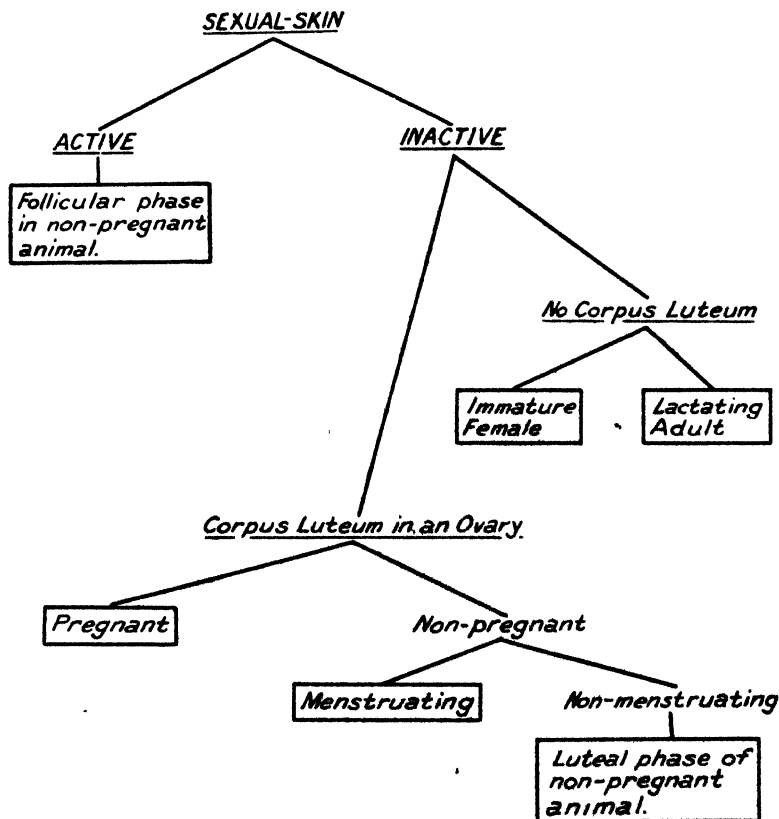 SEXUAL-SKIN
ACTIVE
INACTIVE
Follicular phase
in non-pregnant
animal.
No Corpus Luteum
Immature
Female
Lactating
Adult
Corpus Luteum in an Ovary
Pregnant
Non-pregnant
Menstruating
Non-menstruating
Luteal phase of
non-pregnant
animal.